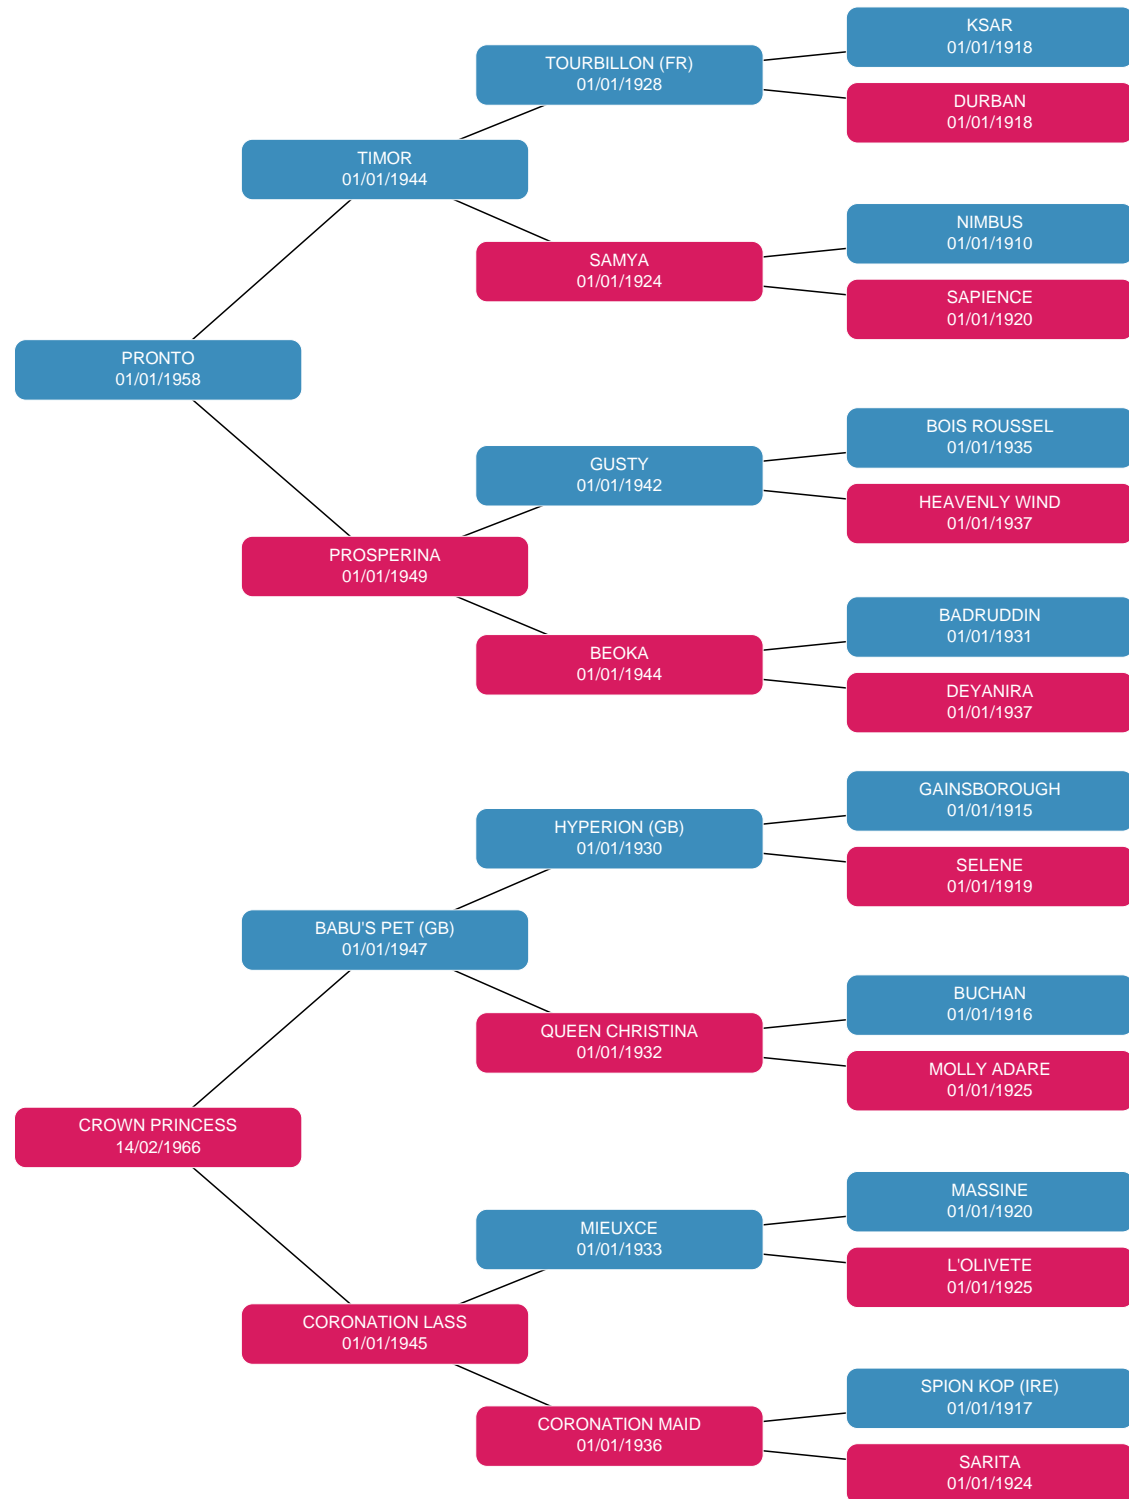 KSAR
01/01/1918
TOURBILLON (FR)
01/01/1928
DURBAN
01/01/1918
TIMOR
01/01/1944
NIMBUS
01/01/1910
SAMYA
01/01/1924
SAPIENCE
01/01/1920
PRONTO
01/01/1958
BOIS ROUSSEL
01/01/1935
GUSTY
01/01/1942
HEAVENLY WIND
01/01/1937
PROSPERINA
01/01/1949
BADRUDDIN
01/01/1931
BEOKA
01/01/1944
DEYANIRA
01/01/1937
GAINSBOROUGH
01/01/1915
HYPERION (GB)
01/01/1930
SELENE
01/01/1919
BABU'S PET (GB)
01/01/1947
BUCHAN
01/01/1916
QUEEN CHRISTINA
01/01/1932
MOLLY ADARE
01/01/1925
CROWN PRINCESS
14/02/1966
MASSINE
01/01/1920
MIEUXCE
01/01/1933
L'OLIVETE
01/01/1925
CORONATION LASS
01/01/1945
SPION KOP (IRE)
01/01/1917
CORONATION MAID
01/01/1936
SARITA
01/01/1924